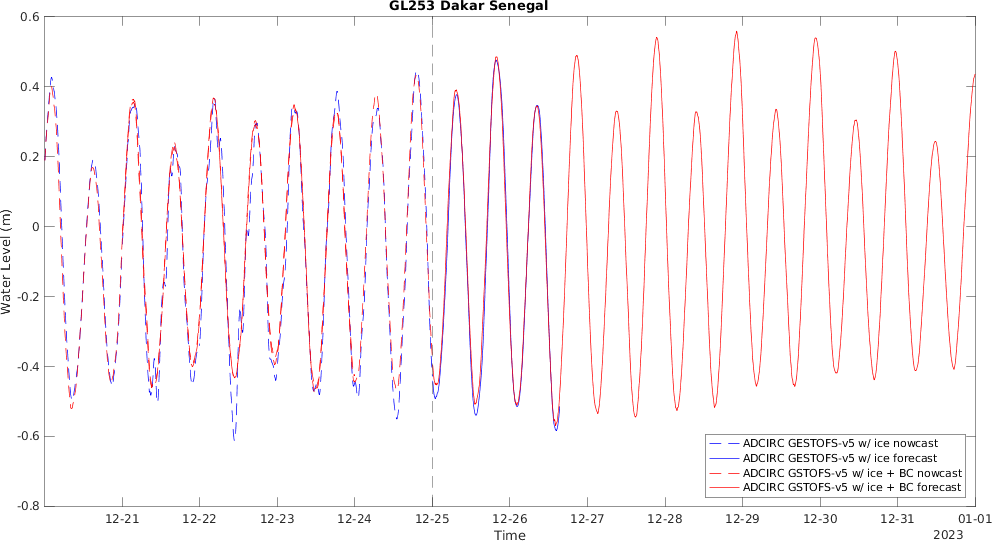 GL253 Dakar Senegal
0.6
0.4
0.2
0
-0.2
-0.4
-0.6
-0.8
Water Level (m)
ADCIRC GESTOFS-v5 w/ ice nowcast
ADCIRC GESTOFS-v5 w/ ice forecast
ADCIRC GSTOFS-v5 w/ ice + BC nowcast
ADCIRC GSTOFS-v5 w/ ice + BC forecast
12-21 12-22 12-23 12-24 12-25 12-26 12-27 12-28 12-29 12-30 12-31 01-01
Time 2023